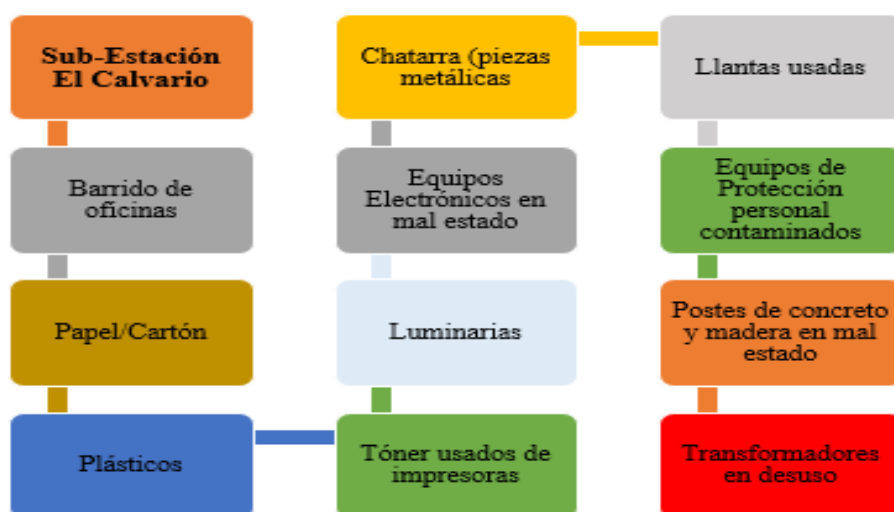 Sub-Estación
El Calvario
Barrido de
oficinas
Papel/Cartón
Plásticos
Tóner usados de
impresoras
Luminarias
Equipos
Electrónicos en
mal estado
Chatarra (piezas
metálicas
Llantas usadas
Equipos de
Protección
personal
contaminados
Postes de concreto
y madera en mal
estado
Transformadores
en desuso